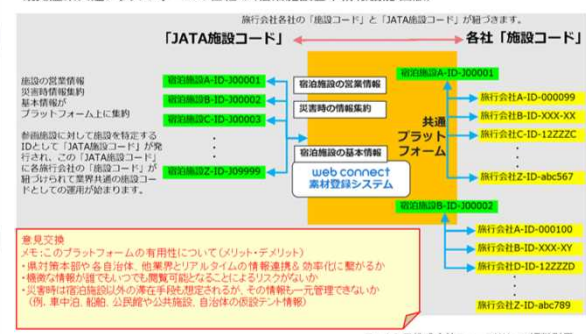 旅行会社各社の「施設コード」と「JATA施設コード」が紐づきます。
「JATA施設コード」
各社「施設コード」
施設の営業情報
災害時情報集約
基本情報が
プラットフォーム上に集約
参画施設に対して施設を特定する
IDとして「JATA施設コード」が発
行され、この「JATA施設コード」
に各旅行会社の「施設コード」が
紐づけられて業界共通の施設コー
ドとしての運用が始まります。
宿泊施設A-ID-J00001
宿泊施設B-ID-J00002
宿泊施設C-ID-J00003
宿泊施設Z-ID-J09999
宿泊施設の営業情報
災害時の情報集約
宿泊施設の基本情報
web connect
素材登録システム
共通
プラット
フォーム
宿泊施設A-ID-J00001
旅行会社A-ID-000099
旅行会社B-ID-XXX-XX
旅行会社C-ID-12ZZZC
旅行会社Z-ID-abc567
宿泊施設B-ID-J00002
旅行会社A-ID-000100
旅行会社B-ID-XXX-XY
旅行会社D-ID-12ZZZD
旅行会社Z-ID-abc789
意見交換
メモ:このプラットフォームの有用性について(メリット・デメリット)
・県対策本部や各自治体、他業界とリアルタイムの情報連携&効率化に繋がるか
・機微な情報が誰でもいつでも閲覧可能となることによるリスクがないか
・災害時は宿泊施設以外の滞在手段も想定されるが、その情報も一元管理できないか
(例、車中泊、船舶、公民館や公共施設、自治体の仮設テント情報)